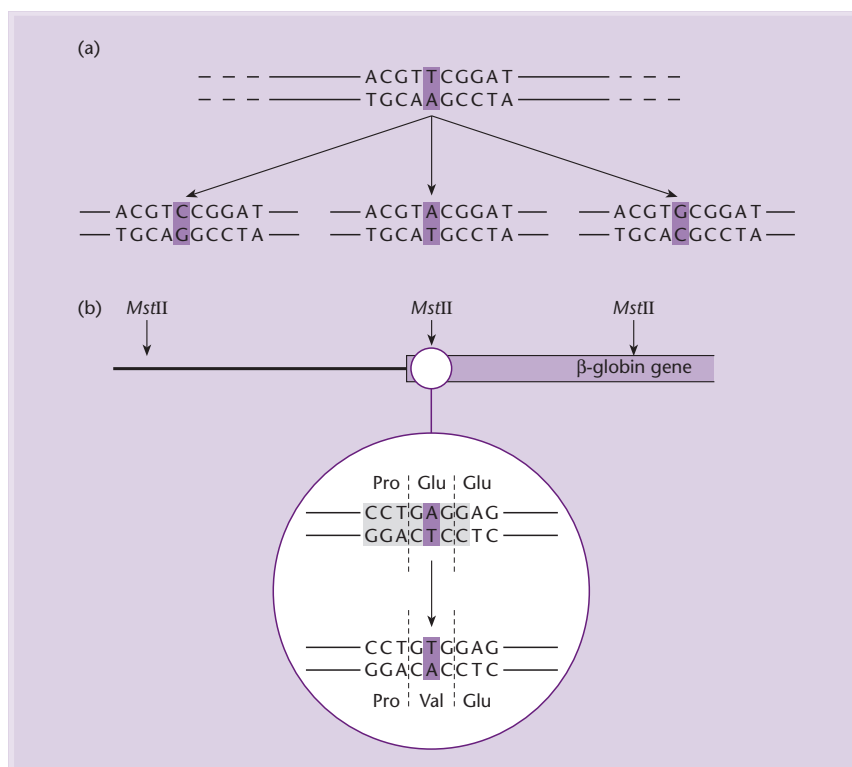 (a)
ACGTTCGGAT
TGCAAGCCTA
ACGTCCGGAT ACGTACGGAT ACGTGCGGAT
TGCAGGCCTA TGCATGCCTA TGCACGCCTA
(b) MstII MstII MstII
β-globin gene
Pro Glu Glu
CCTGAGGAG
GGACTCCTC
CCTGTGGAG
GGACACCTC
Pro Val Glu